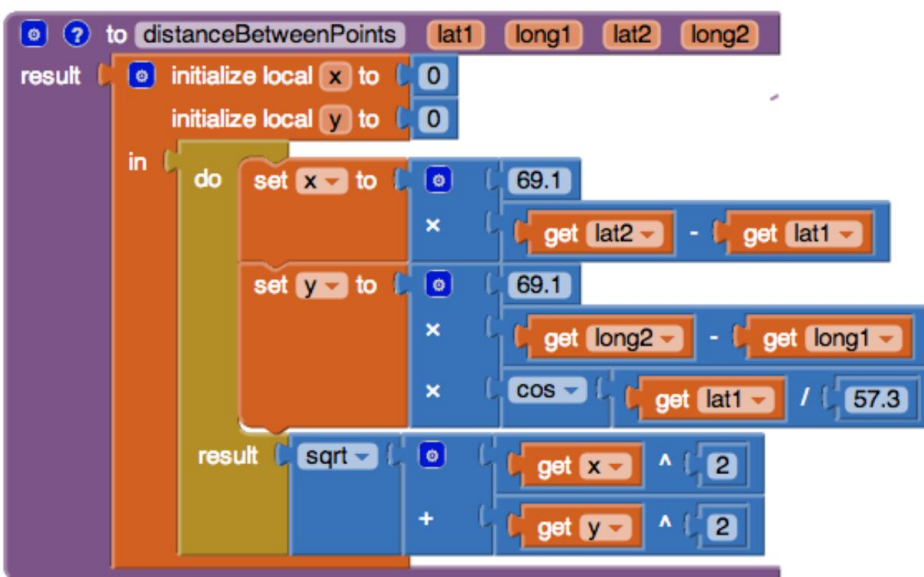 ? to distanceBetweenPoints lat1 long1 lat2 long2
result initialize local x to 0
initialize local y to 0
in
do set x to 69.1
× get lat2 - get lat1
set y to 69.1
× get long2 - get long1
× cos get lat1 / 57.3
result sqrt get x ^ 2
+ get y ^ 2